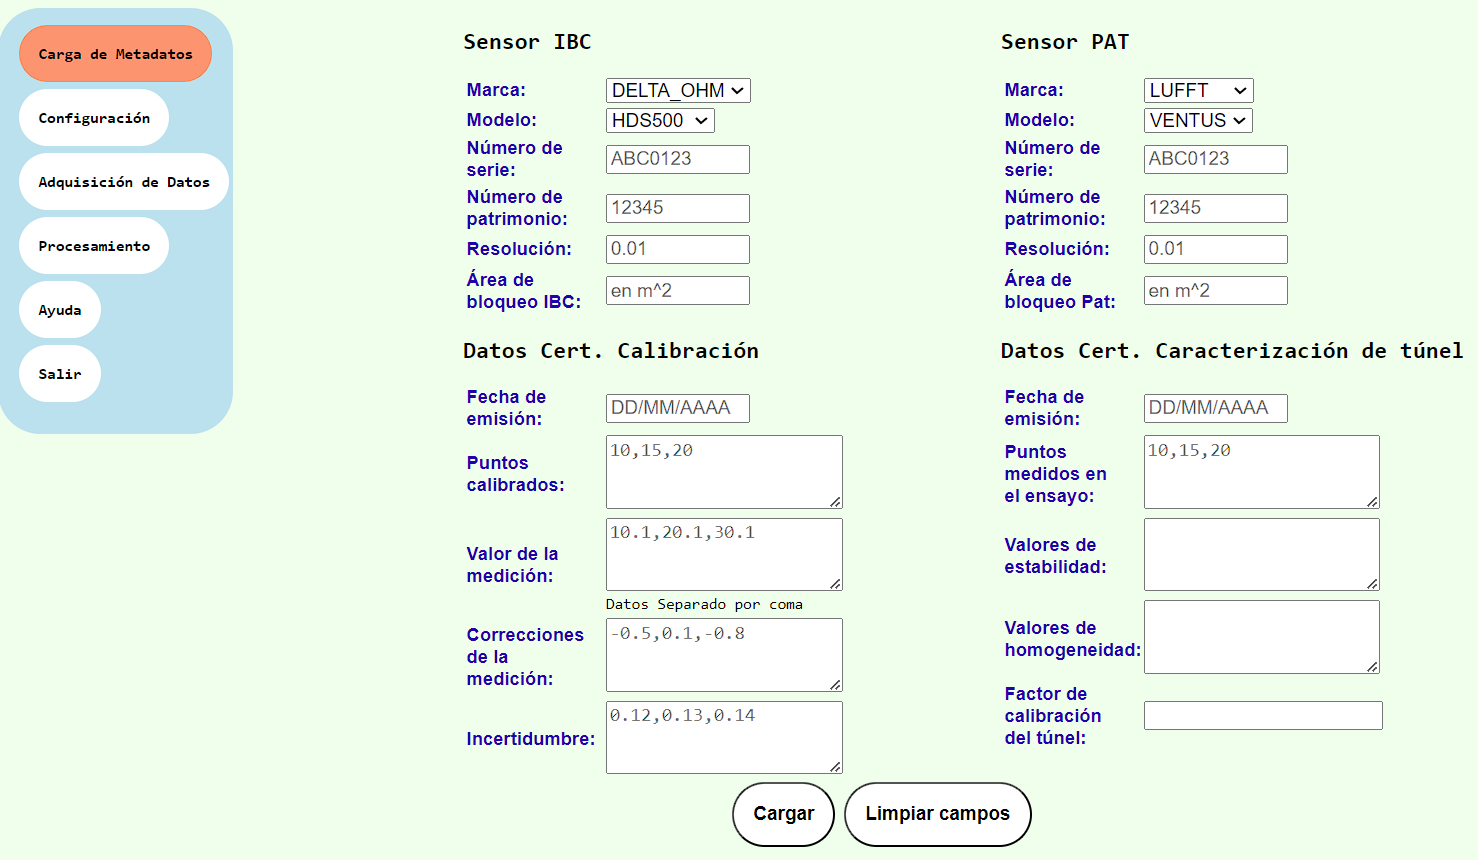 Carga de Metadatos
Configuración
Adquisición de Datos
Procesamiento
Ayuda
Salir
Sensor IBC
Marca:
DELTA_OHM
Modelo:
HDS500
Número de
serie:
ABC0123
Número de
patrimonio:
12345
Resolución:
0.01
Área de
bloqueo IBC:
en m^2
Datos Cert. Calibración
Fecha de
emisión:
DD/MM/AAAA
Puntos
calibrados:
10,15,20
Valor de la
medición:
10.1,20.1,30.1
Datos Separado por coma
Correcciones
de la
medición:
-0.5,0.1,-0.8
Incertidumbre:
0.12,0.13,0.14
Sensor PAT
Marca:
LUFFT
Modelo:
VENTUS
Número de
serie:
ABC0123
Número de
patrimonio:
12345
Resolución:
0.01
Área de
bloqueo Pat:
en m^2
Datos Cert. Caracterización de túnel
Fecha de
emisión:
DD/MM/AAAA
Puntos
medidos en
el ensayo:
10,15,20
Valores de
estabilidad:
Valores de
homogeneidad:
Factor de
calibración
del túnel:
Cargar
Limpiar campos